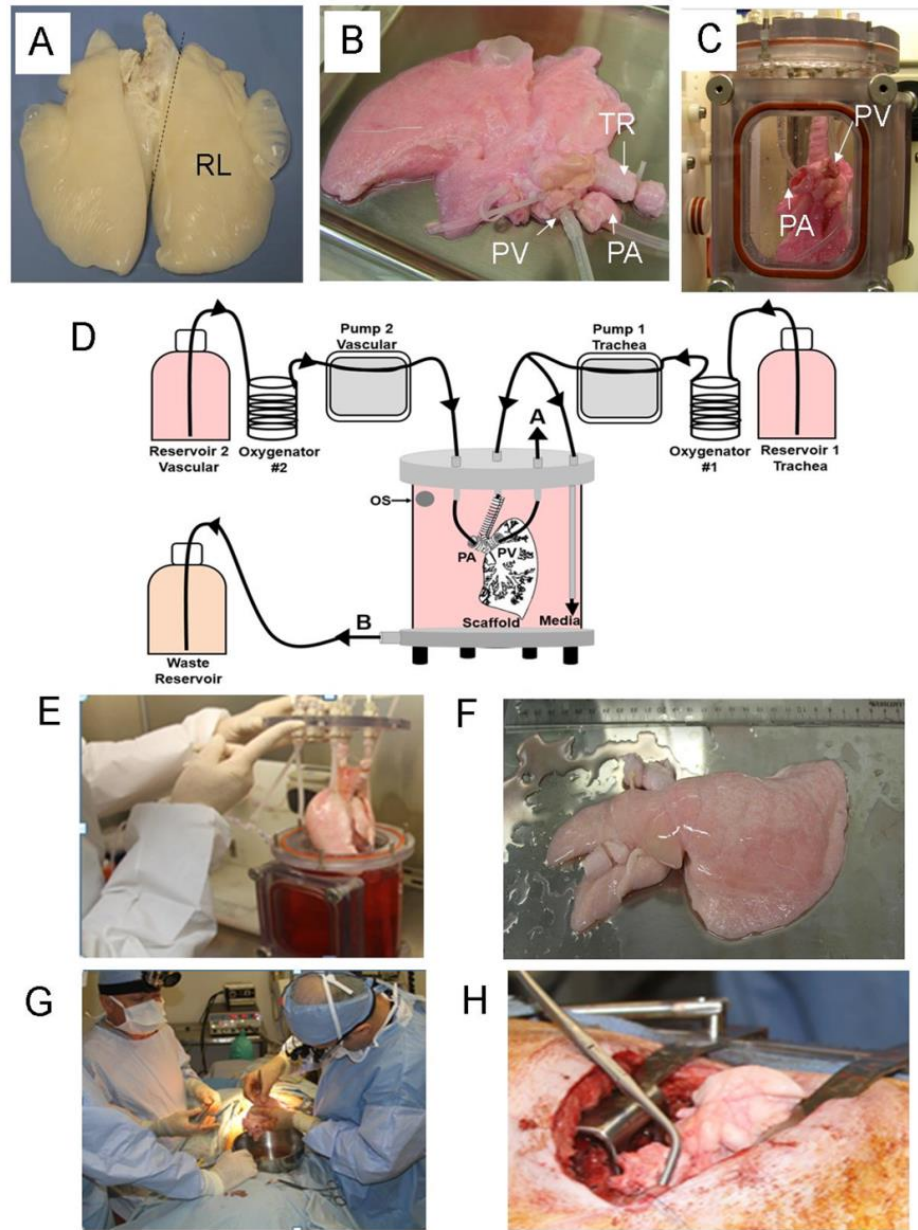 A
RL
B
TR
PV
PA
C
PV
PA
D
Pump 2
Vascular
Pump 1
Trachea
A
Reservoir 2
Vascular
Oxygenator
#2
Oxygenator
#1
Reservoir 1
Trachea
OS
PA
PV
B
Scaffold
Media
Waste
Reservoir
E
F
G
H